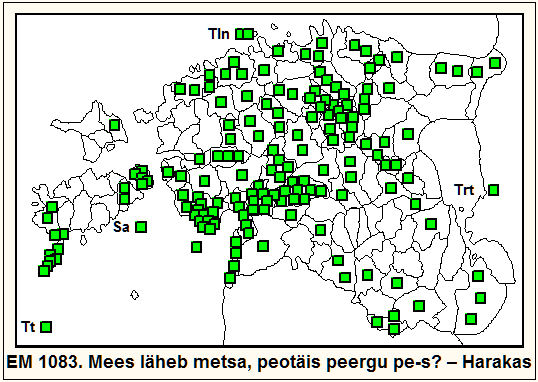 Tln
Trt
Sa
Tt
EM 1083. Mees läheb metsa, peotäis peergu pe-s? – Harakas